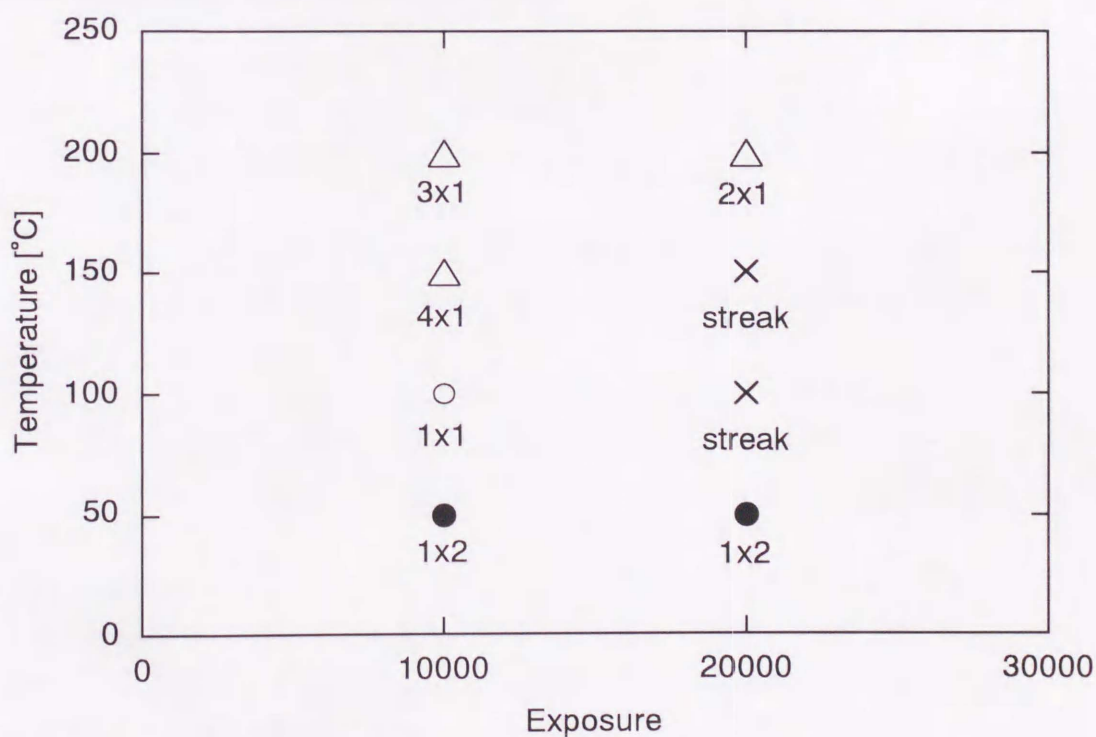 250
200
150
100
50
0
Temperature [°C]
3x1
2x1
4x1
streak
1x1
streak
1x2
1x2
0
10000
20000
30000
Exposure